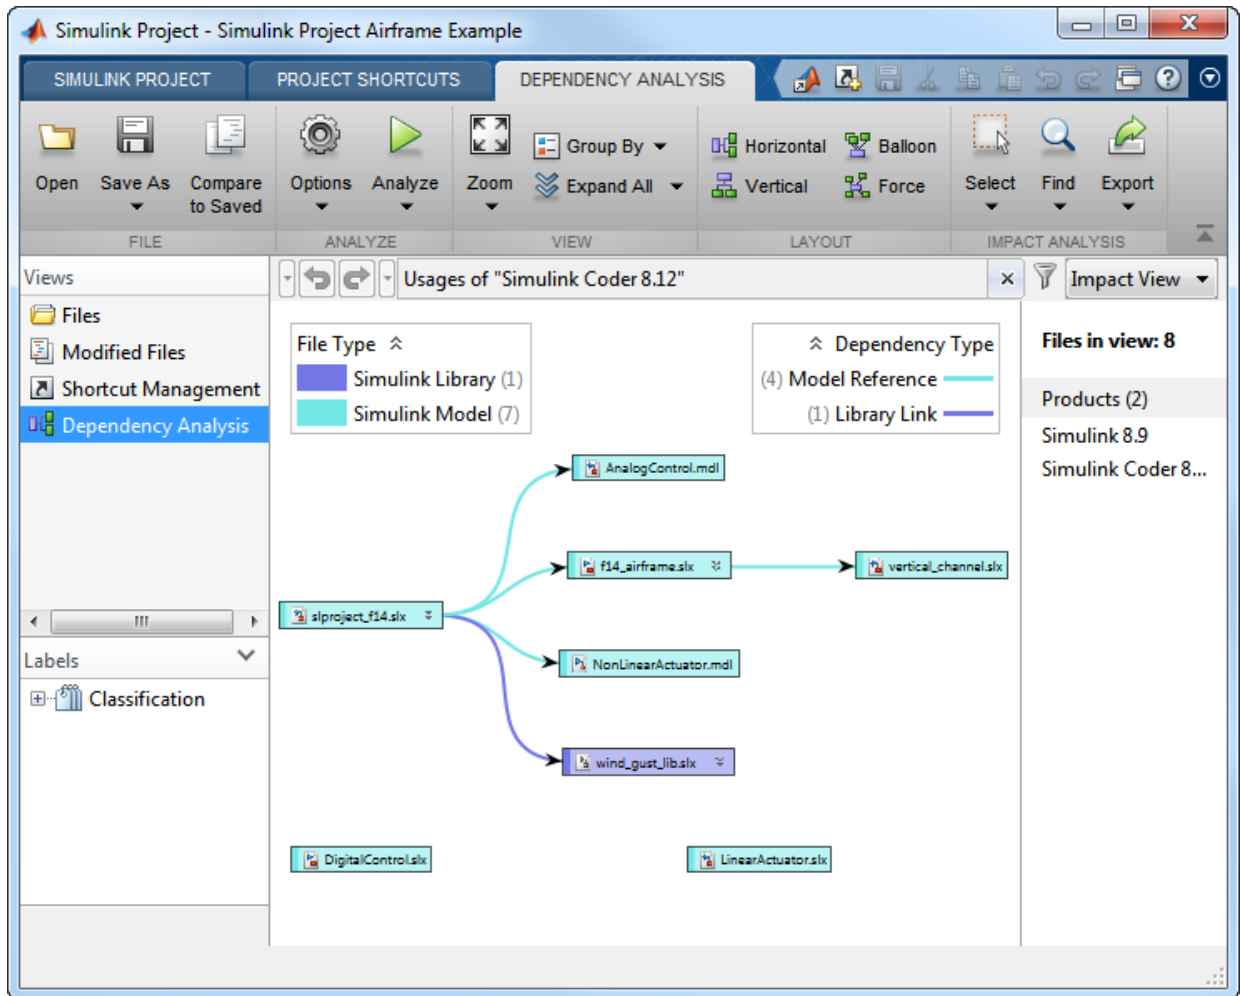 Simulink Project - Simulink Project Airframe Example
SIMULINK PROJECT PROJECT SHORTCUTS DEPENDENCY ANALYSIS
Open Save As Compare to Saved
Options Analyze
Zoom Group By Expand All
Horizontal Balloon
Vertical Force
Select Find Export
FILE ANALYZE VIEW LAYOUT IMPACT ANALYSIS
Views
Files
Modified Files
Shortcut Management
Dependency Analysis
Labels
Classification
Usages of "Simulink Coder 8.12"
Impact View
File Type
Simulink Library (1)
Simulink Model (7)
Dependency Type
(4) Model Reference
(1) Library Link
AnalogControl.mdl
f14_airframe.slx
vertical_channel.slx
slproject_f14.slx
NonLinearActuator.mdl
wind_gust_lib.slx
DigitalControl.slx
LinearActuator.slx
Files in view: 8
Products (2)
Simulink 8.9
Simulink Coder 8...